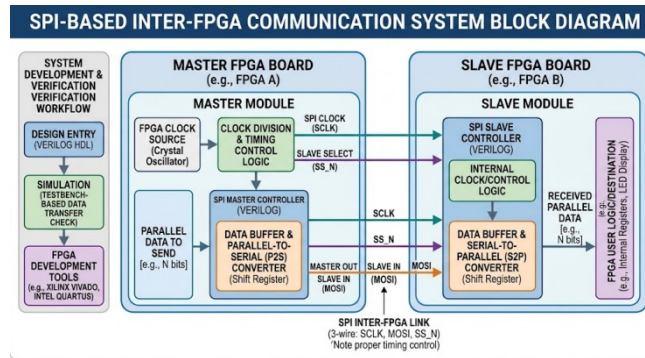 SPI-BASED INTER-FPGA COMMUNICATION SYSTEM BLOCK DIAGRAM
SYSTEM
DEVELOPMENT &
VERIFICATION
VERIFICATION
WORKFLOW
DESIGN ENTRY
(VERILOG HDL)
SIMULATION
(TESTBENCH-
BASED DATA
TRANSFER
CHECK)
FPGA
DEVELOPMENT
TOOLS
(e.g., XILINX VIVADO,
INTEL QUARTUS)
MASTER FPGA BOARD
(e.g., FPGA A)
MASTER MODULE
FPGA CLOCK
SOURCE
(Crystal
Oscillator)
CLOCK DIVISION
& TIMING
CONTROL
LOGIC
SPI CLOCK
(SCLK)
SLAVE SELECT
(SS_N)
PARALLEL
DATA TO
SEND
[e.g., N bits]
SPI MASTER CONTROLLER
(VERILOG)
DATA BUFFER &
PARALLEL-TO-
SERIAL (P2S)
CONVERTER
(Shift Register)
SCLK
SS_N
MASTER OUT
SLAVE IN
(MOSI)
SLAVE IN
(MOSI)
MOSI
SPI INTER-FPGA LINK
(3-wire: SCLK, MOSI, SS_N)
'Note proper timing control)
SLAVE FPGA BOARD
(e.g., FPGA B)
SLAVE MODULE
SPI SLAVE
CONTROLLER
(VERILOG)
INTERNAL
CLOCK/CONTROL
LOGIC
DATA BUFFER &
SERIAL-TO-
PARALLEL (S2P)
CONVERTER
(Shift Register)
RECEIVED
PARALLEL
DATA
[e.g.,
N bits]
FPGA USER LOGIC/DESTINATION
(e.g.,
Internal Registers, LED Display)